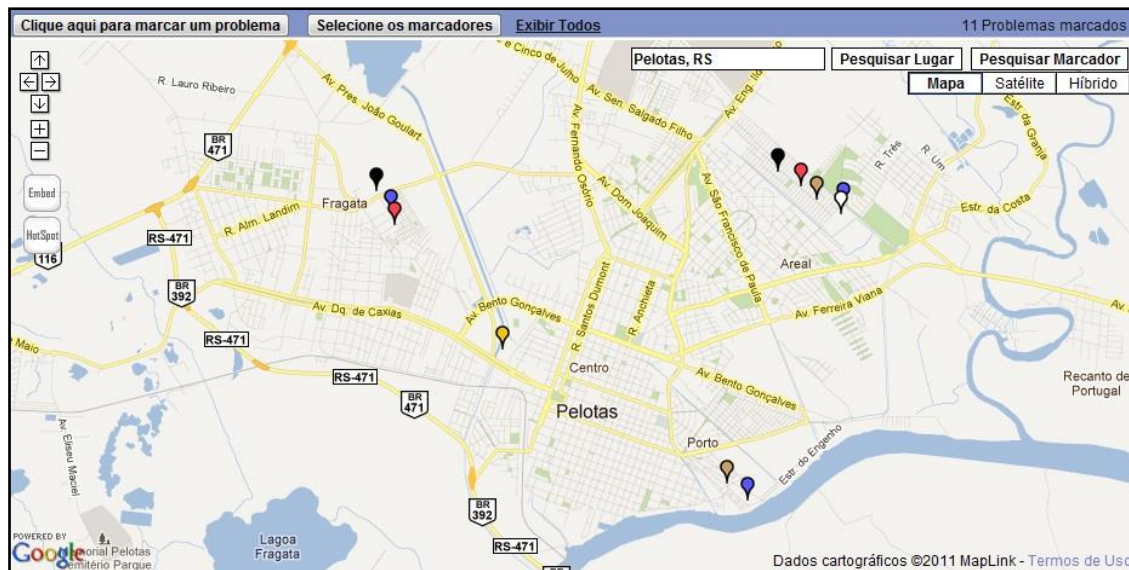 Clique aqui para marcar um problema
Selecione os marcadores
Exibir Todos
11 Problemas marcados
Pelotas, RS
Pesquisar Lugar
Pesquisar Marcador
Mapa
Satélite
Híbrido
Embed
HotSpot
e Cinco de Julho
Av. Sen. Salgado Filho
Av. Eng. Ild
R. Lauro Ribeiro
Av. Pres. João Goulart
Av. Fernando Osório
Estr. da Granja
BR 471
R. Três
R. Um
Fragata
R. Alm. Landim
Av. Dom Joaquim
Av. São Francisco de Paula
Estr. da Costa
RS-471
116
Areal
BR 392
Av. Dq. de Caxias
Av. Bento Gonçalves
R. Santos Dumont
R. Anchieta
Av. Ferreira Viana
e Maio
RS-471
RS-471
Centro
Av. Bento Gonçalves
Recanto de
Portugal
BR 471
Pelotas
Av. Eliseu Maciel
Porto
Estr. do Engenho
BR 392
Lagoa
Fragata
RS-471
POWERED BY
Google
morial Pelotas
emitério Parque
Dados cartográficos ©2011 MapLink - Termos de Uso